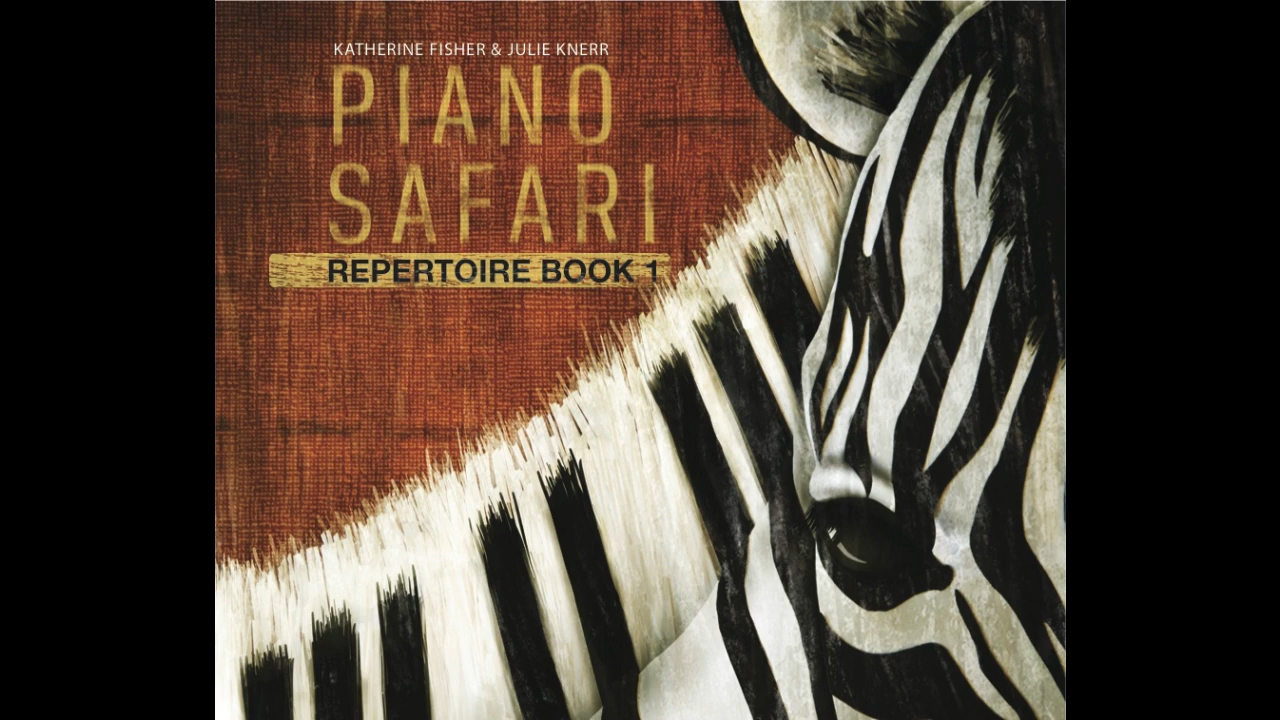 KATHERINE FISHER & JULIE KNERR
PIANO
SAFARI
REPERTOIRE BOOK 1